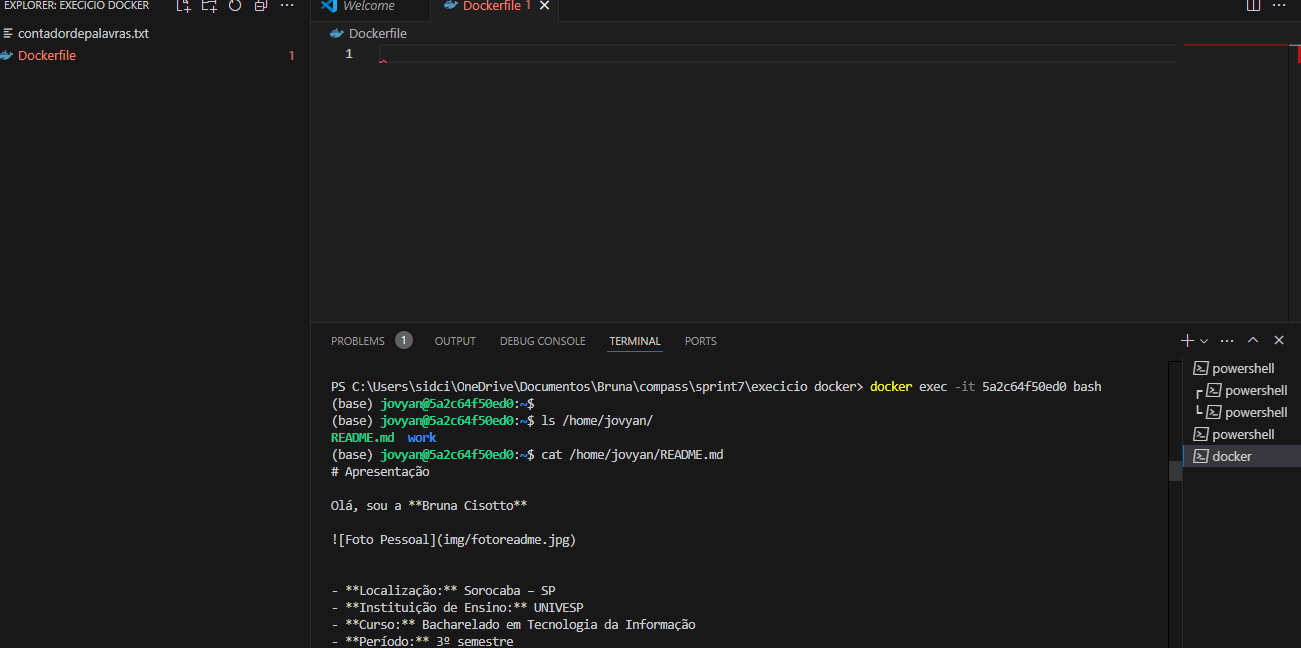 EXPLORER: EXECICIO DOCKER
contadordepalavras.txt
Dockerfile 1
Welcome
Dockerfile 1
Dockerfile
1
PROBLEMS 1 OUTPUT DEBUG CONSOLE TERMINAL PORTS
PS C:\Users\sidci\OneDrive\Documentos\Bruna\compass\sprint7\execicio docker> docker exec -it 5a2c64f50ed0 bash
(base) jovyan@5a2c64f50ed0:~$
(base) jovyan@5a2c64f50ed0:~$ ls /home/jovyan/
README.md work
(base) jovyan@5a2c64f50ed0:~$ cat /home/jovyan/README.md
# Apresentação
Olá, sou a **Bruna Cisotto**
![Foto Pessoal](img/fotoreadme.jpg)
- **Localização:** Sorocaba – SP
- **Instituição de Ensino:** UNIVESP
- **Curso:** Bacharelado em Tecnologia da Informação
- **Período:** 3º semestre
powershell
powershell
powershell
powershell
docker